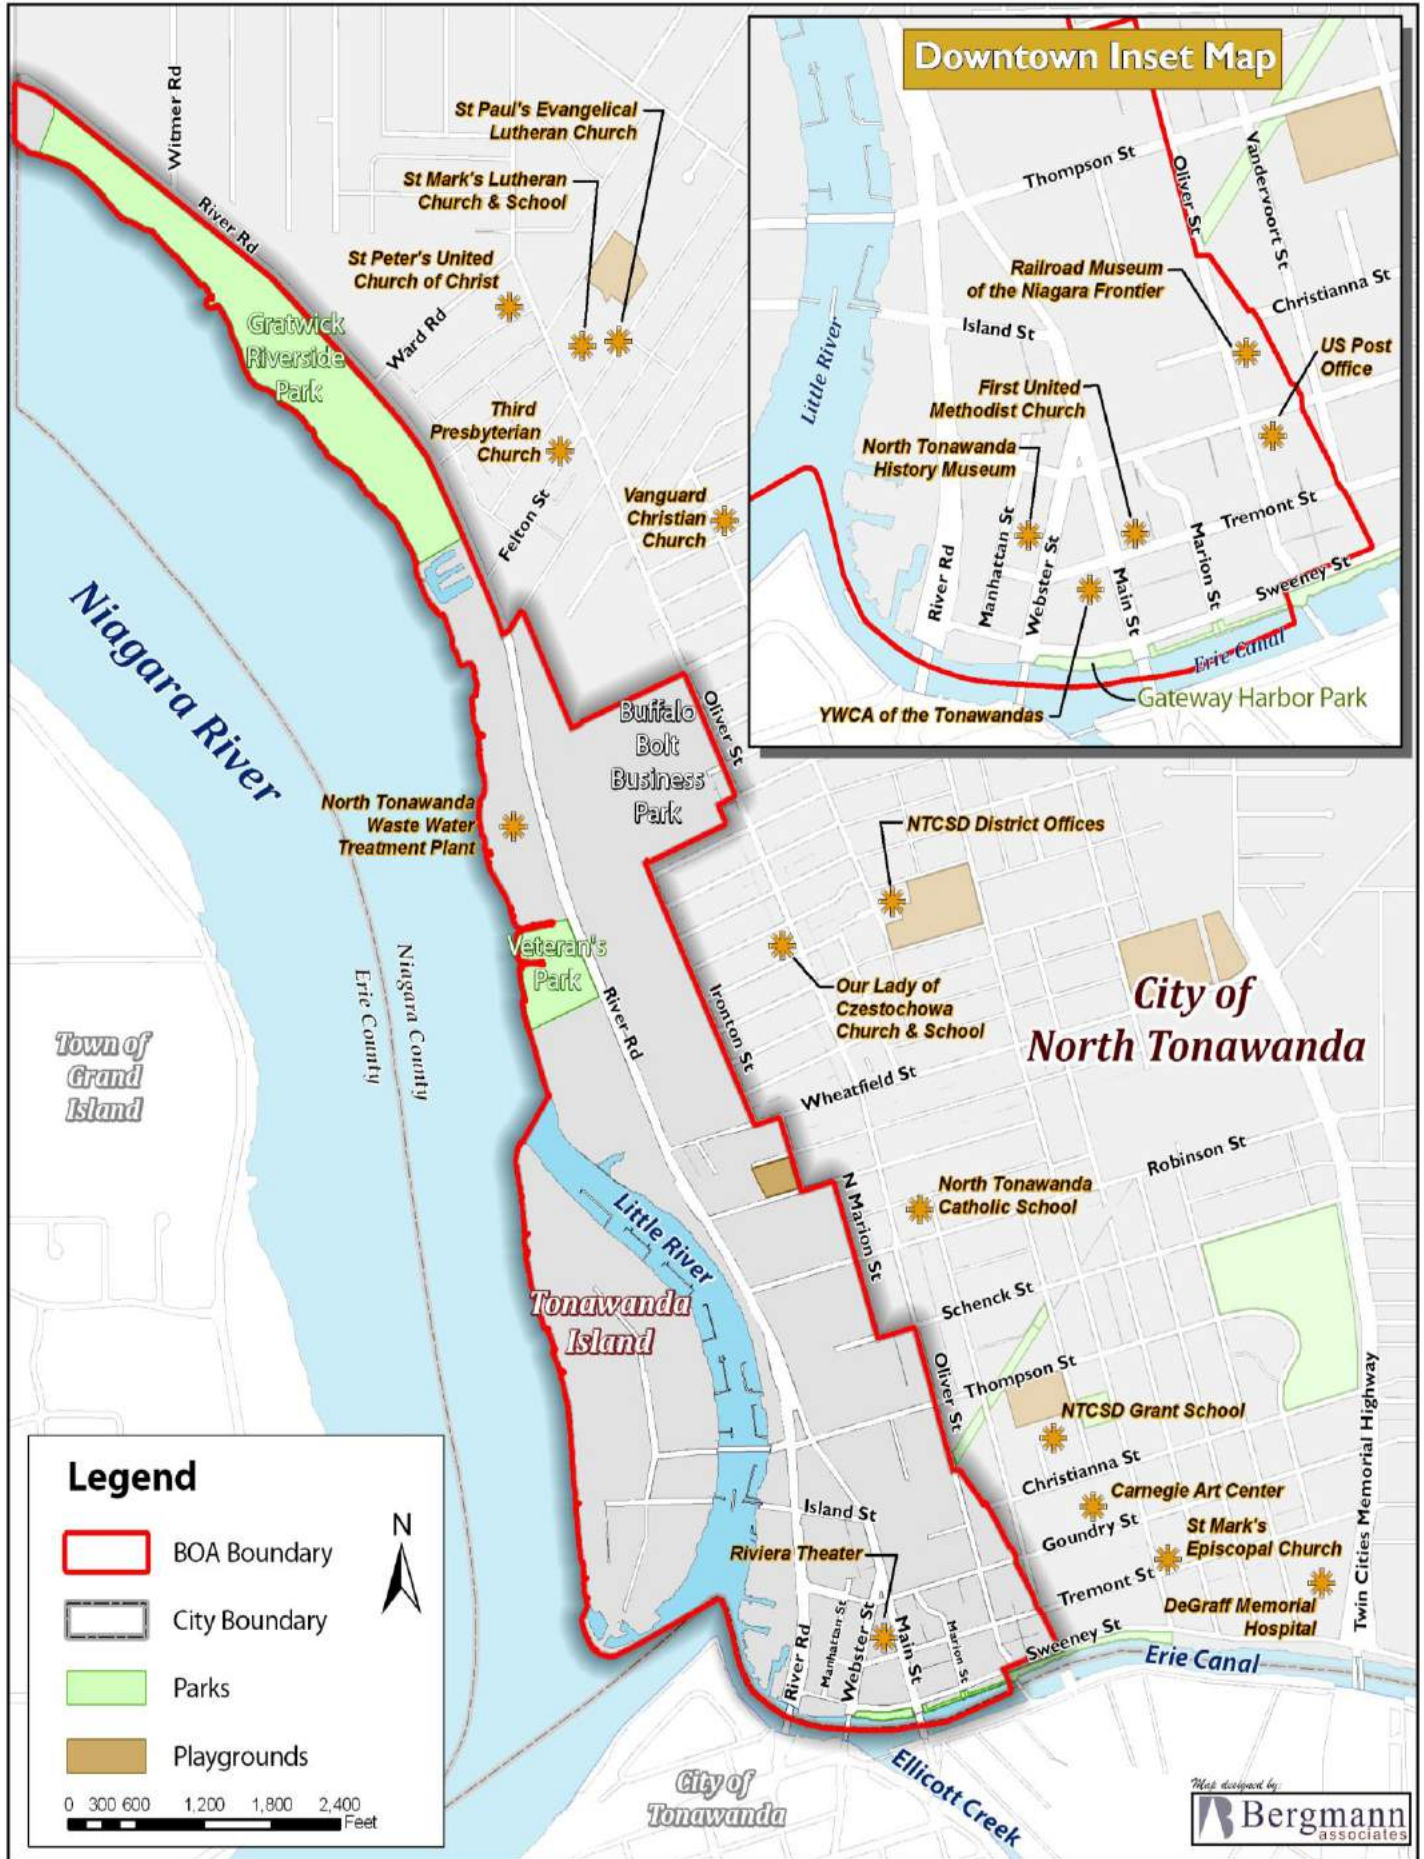 Downtown Inset Map
Thompson St
Oliver St
Vandervoort St
Railroad Museum
of the Niagara Frontier
Christianna St
Island St
US Post
Office
Little River
First United
Methodist Church
North Tonawanda
History Museum
Tremont St
River Rd
Manhattan St
Webster St
Main St
Marion St
Sweeney St
Erie Canal
Gateway Harbor Park
YWCA of the Tonawandas
Witmer Rd
St Paul's Evangelical
Lutheran Church
St Mark's Lutheran
Church & School
River Rd
St Peter's United
Church of Christ
Gratwick
Riverside
Park
Ward Rd
Third
Presbyterian
Church
Felton St
Vanguard
Christian
Church
Niagara River
Buffalo
Bolt
Business
Park
Oliver St
North Tonawanda
Waste Water
Treatment Plant
NTCSD District Offices
Veteran's
Park
Niagara County
Erie County
River Rd
Ironton St
Our Lady of
Czestochowa
Church & School
City of
North Tonawanda
Town of
Grand
Island
Wheatfield St
Robinson St
North Tonawanda
Catholic School
N Marion St
Little River
Tonawanda
Island
Schenck St
Thompson St
Oliver St
NTCSD Grant School
Twin Cities Memorial Highway
Christianna St
Carnegie Art Center
Goundry St
St Mark's
Episcopal Church
Island St
Riviera Theater
Tremont St
DeGraff Memorial
Hospital
River Rd
Manhattan St
Webster St
Main St
Marion St
Sweeney St
Erie Canal
Ellicott Creek
City of
Tonawanda
Legend
N
BOA Boundary
City Boundary
Parks
Playgrounds
0 300 600 1,200 1,800 2,400
Feet
Map designed by:
Bergmann
associates